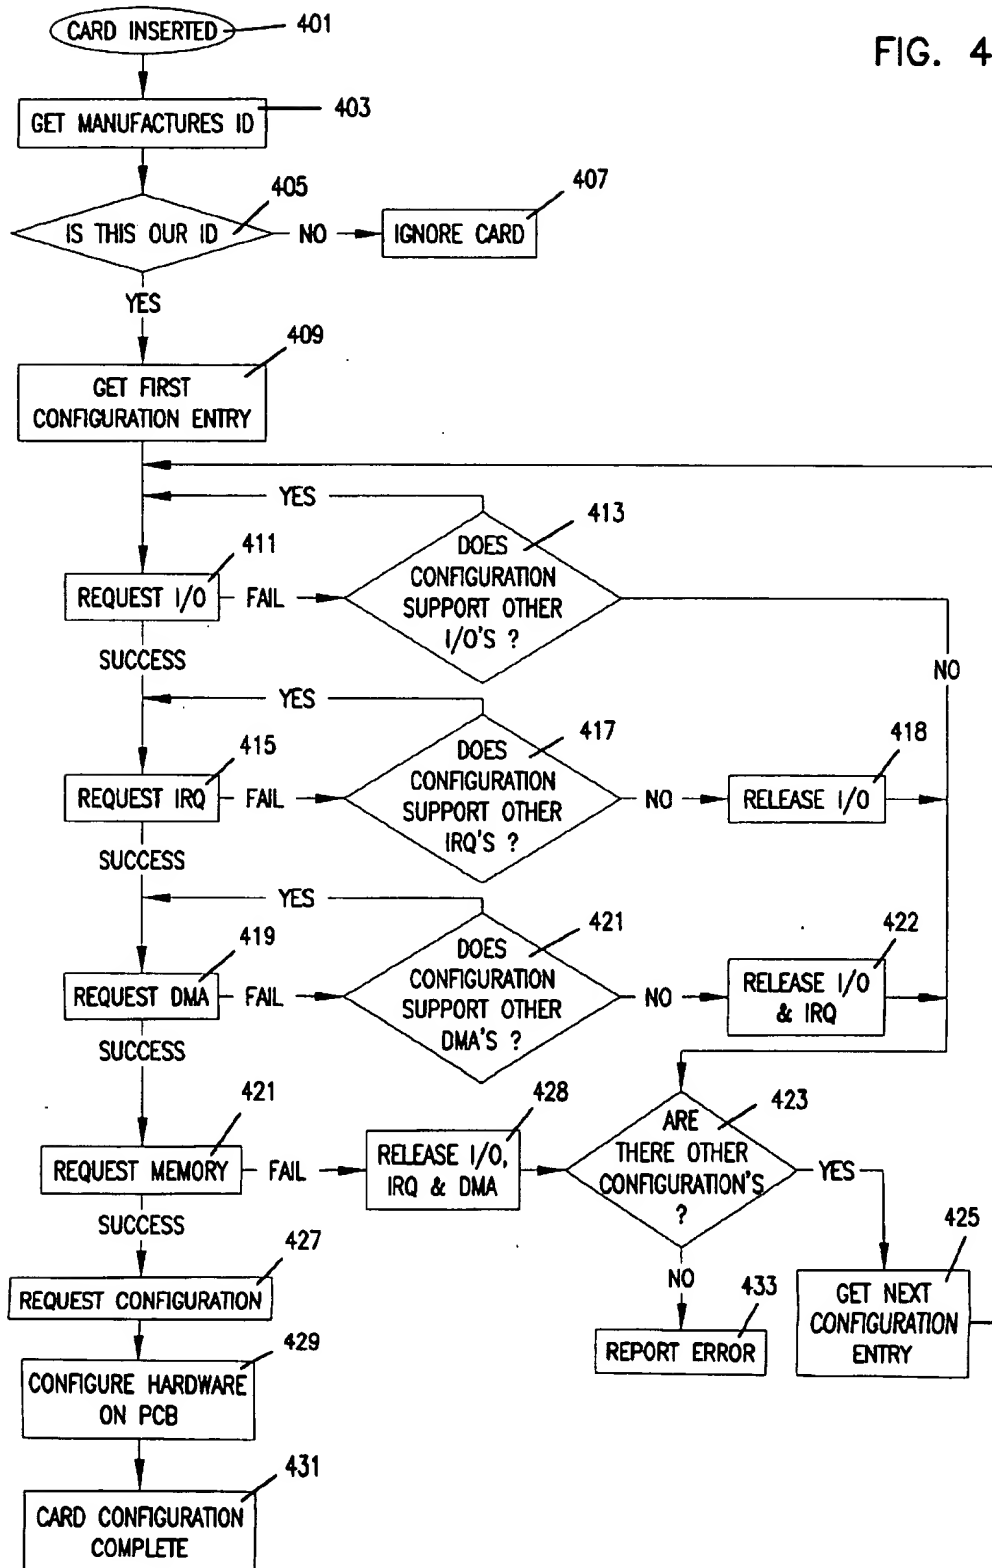 CARD INSERTED
401
FIG. 4
GET MANUFACTURES ID
403
IS THIS OUR ID
405
NO
IGNORE CARD
407
YES
GET FIRST
CONFIGURATION ENTRY
409
YES
REQUEST I/O
411
FAIL
DOES
CONFIGURATION
SUPPORT OTHER
I/O'S ?
413
NO
SUCCESS
YES
REQUEST IRQ
415
FAIL
DOES
CONFIGURATION
SUPPORT OTHER
IRQ'S ?
417
NO
RELEASE I/O
418
SUCCESS
YES
REQUEST DMA
419
FAIL
DOES
CONFIGURATION
SUPPORT OTHER
DMA'S ?
421
NO
RELEASE I/O
& IRQ
422
SUCCESS
REQUEST MEMORY
421
FAIL
RELEASE I/O,
IRQ & DMA
428
ARE
THERE OTHER
CONFIGURATION'S
?
423
YES
GET NEXT
CONFIGURATION
ENTRY
425
NO
REPORT ERROR
433
SUCCESS
REQUEST CONFIGURATION
427
CONFIGURE HARDWARE
ON PCB
429
CARD CONFIGURATION
COMPLETE
431